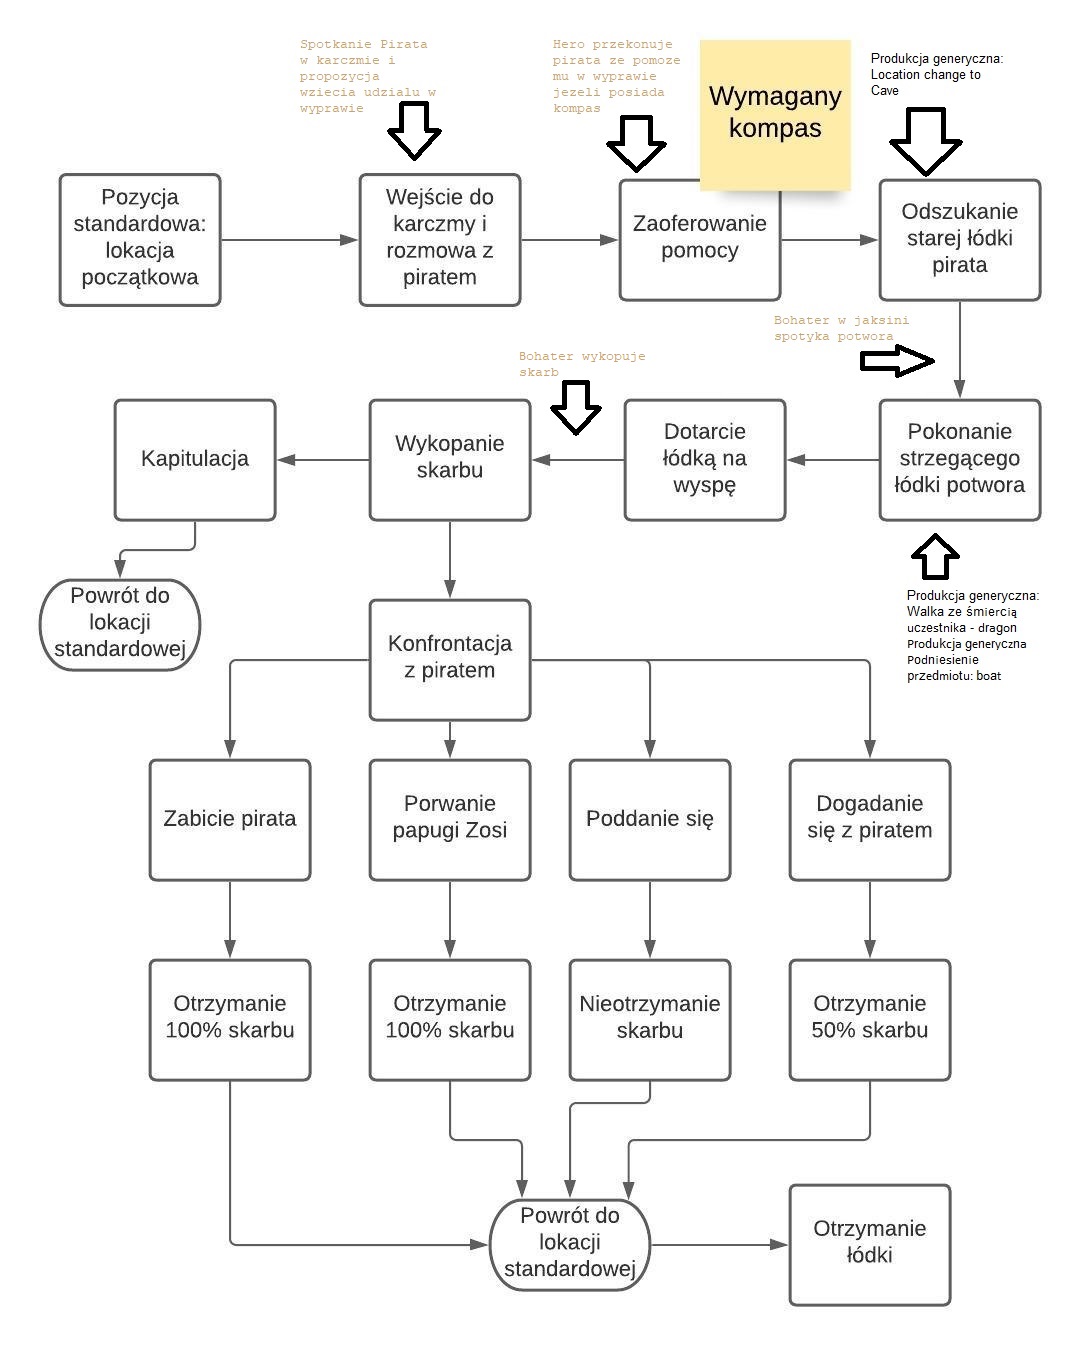 Spotkanie Pirata
w karczmie i
propozycja
wziecia udzialu w
wyprawie
Hero przekonuje
pirata ze pomoze
mu w wyprawie
jezeli posiada
kompas
Wymagany
kompas
Produkcja generyczna:
Location change to
Cave
Pozycja
standardowa:
lokacja
początkowa
Wejście do
karczmy i
rozmowa z
piratem
Zaoferowanie
pomocy
Odszukanie
starej łódki
pirata
Bohater w jaksini
spotyka potwora
Bohater wykopuje
skarb
Kapitulacja
Wykopanie
skarbu
Dotarcie
łódką na
wyspę
Pokonanie
strzegącego
łódki potwora
Powrót do
lokacji
standardowej
Produkcja generyczna:
Walka ze śmiercią
uczestnika - dragon
Produkcja generyczna
Podniesienie
przedmiotu: boat
Konfrontacja
z piratem
Zabicie pirata
Porwanie
papugi Zosi
Poddanie się
Dogadanie
się z piratem
Otrzymanie
100% skarbu
Otrzymanie
100% skarbu
Nieotrzymanie
skarbu
Otrzymanie
50% skarbu
Powrót do
lokacji
standardowej
Otrzymanie
łódki